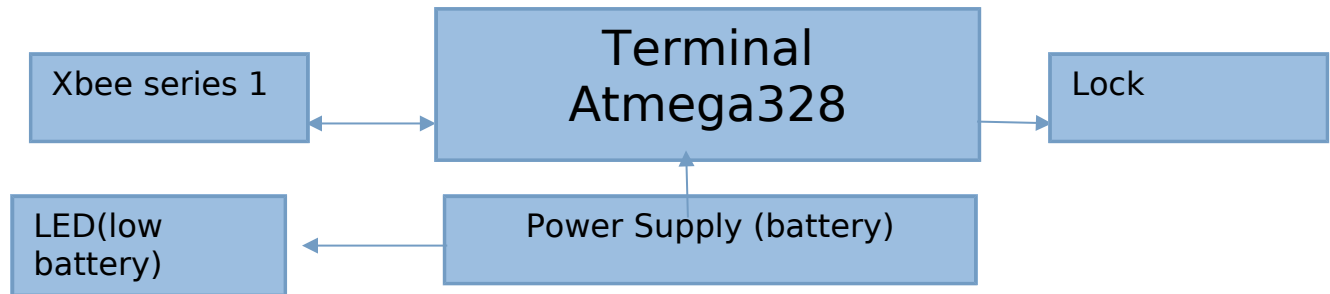 Terminal
Atmega328
Xbee series 1
Lock
LED(low
battery)
Power Supply (battery)